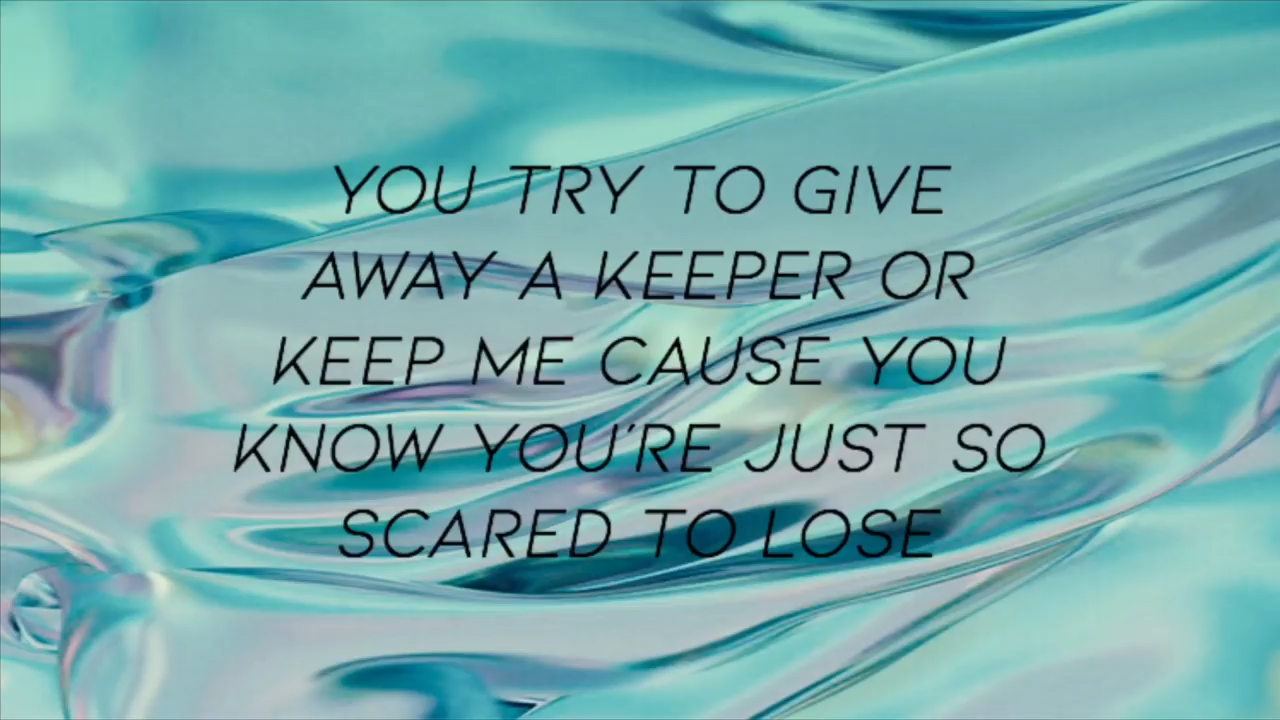 YOU TRY TO GIVE
AWAY A KEEPER OR
KEEP ME CAUSE YOU
KNOW YOU'RE JUST SO
SCARED TO LOSE